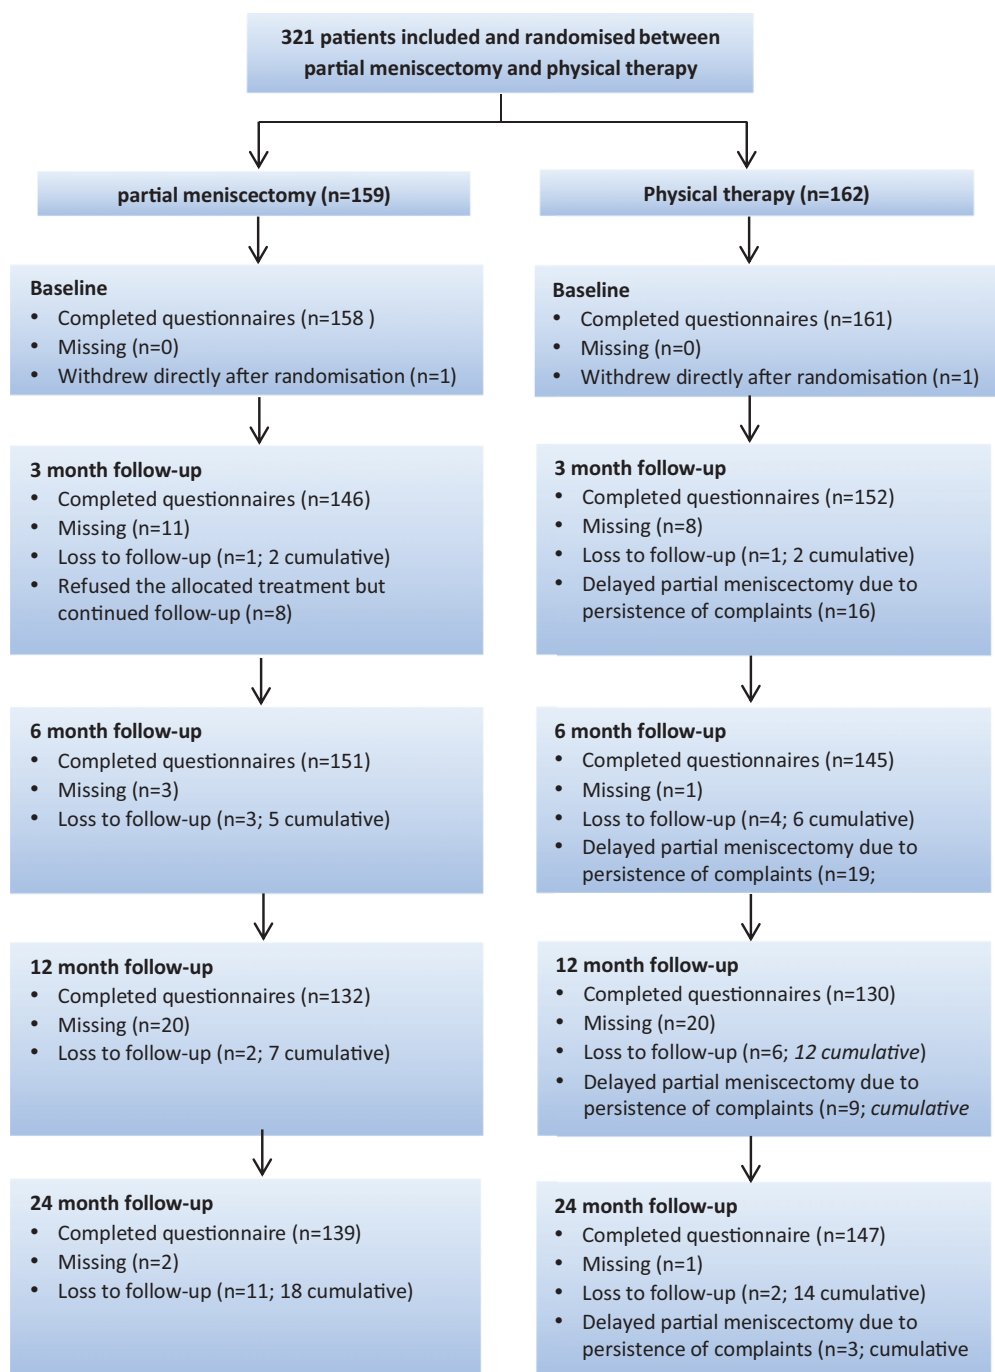 321 patients included and randomised between
partial meniscectomy and physical therapy
partial meniscectomy (n=159)
Baseline
• Completed questionnaires (n=158 )
• Missing (n=0)
• Withdrew directly after randomisation (n=1)
3 month follow-up
• Completed questionnaires (n=146)
• Missing (n=11)
• Loss to follow-up (n=1; 2 cumulative)
• Refused the allocated treatment but
continued follow-up (n=8)
6 month follow-up
• Completed questionnaires (n=151)
• Missing (n=3)
• Loss to follow-up (n=3; 5 cumulative)
12 month follow-up
• Completed questionnaires (n=132)
• Missing (n=20)
• Loss to follow-up (n=2; 7 cumulative)
24 month follow-up
• Completed questionnaire (n=139)
• Missing (n=2)
• Loss to follow-up (n=11; 18 cumulative)
Physical therapy (n=162)
Baseline
• Completed questionnaires (n=161)
• Missing (n=0)
• Withdrew directly after randomisation (n=1)
3 month follow-up
• Completed questionnaires (n=152)
• Missing (n=8)
• Loss to follow-up (n=1; 2 cumulative)
• Delayed partial meniscectomy due to
persistence of complaints (n=16)
6 month follow-up
• Completed questionnaires (n=145)
• Missing (n=1)
• Loss to follow-up (n=4; 6 cumulative)
• Delayed partial meniscectomy due to
persistence of complaints (n=19;
12 month follow-up
• Completed questionnaires (n=130)
• Missing (n=20)
• Loss to follow-up (n=6; 12 cumulative)
• Delayed partial meniscectomy due to
persistence of complaints (n=9; cumulative
24 month follow-up
• Completed questionnaire (n=147)
• Missing (n=1)
• Loss to follow-up (n=2; 14 cumulative)
• Delayed partial meniscectomy due to
persistence of complaints (n=3; cumulative